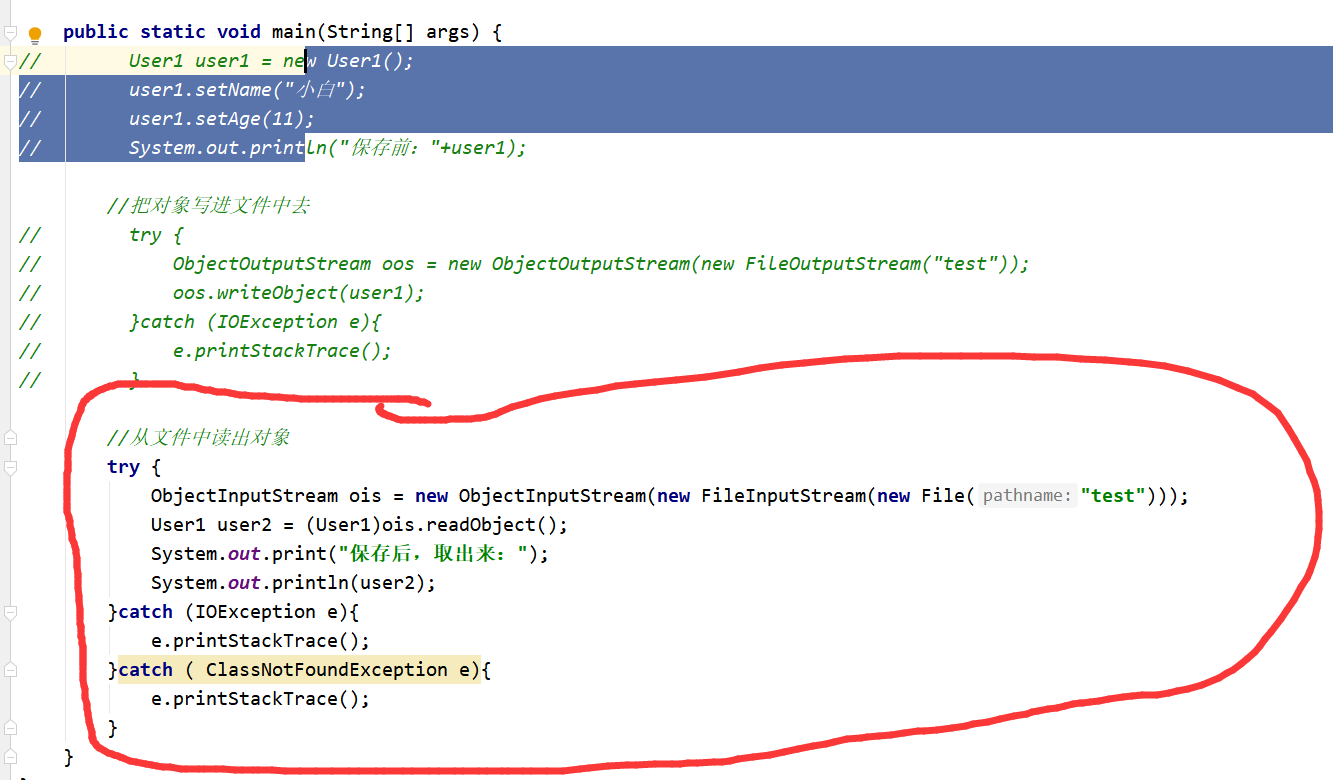 public static void main(String[] args) {
//        User1 user1 = new User1();
//        user1.setName("小白");
//        user1.setAge(11);
//        System.out.println("保存前："+user1);
//把对象写进文件中去
//        try {
//            ObjectOutputStream oos = new ObjectOutputStream(new FileOutputStream("test"));
//            oos.writeObject(user1);
//        }catch (IOException e){
//            e.printStackTrace();
//        }
//从文件中读出对象
try {
ObjectInputStream ois = new ObjectInputStream(new FileInputStream(new File( pathname: "test")));
User1 user2 = (User1)ois.readObject();
System.out.print("保存后，取出来：");
System.out.println(user2);
}catch (IOException e){
e.printStackTrace();
}catch ( ClassNotFoundException e){
e.printStackTrace();
}
}